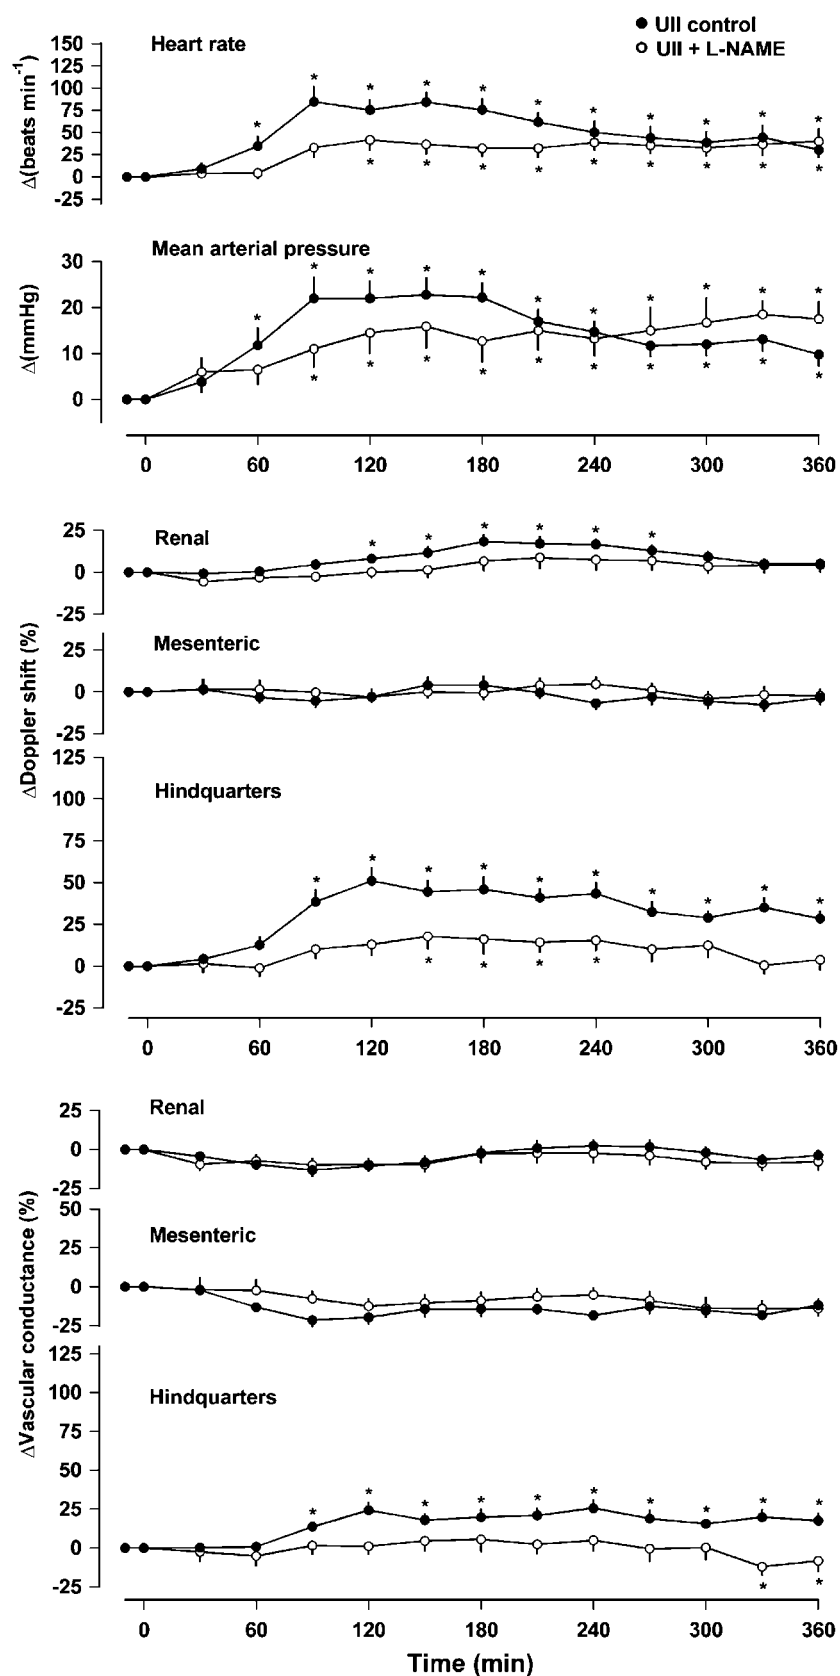 UII control
UII + L-NAME
Heart rate
150
125
100
75
50
25
0
-25
Δ(beats min⁻¹)
* * * * * * * * * * *
* * * * * * * * *
Mean arterial pressure
30
20
10
0
Δ(mmHg)
* * * * * * * * * * *
* * * * * * * * * *
0 60 120 180 240 300 360
ΔDoppler shift (%)
Renal
25
0
-25
* * * * * *
Mesenteric
25
0
-25
Hindquarters
125
100
75
50
25
0
-25
* * * * * * * * * *
* * * *
0 60 120 180 240 300 360
ΔVascular conductance (%)
Renal
25
0
-25
Mesenteric
50
25
0
-25
Hindquarters
125
100
75
50
25
0
-25
* * * * * * * * * *
* *
0 60 120 180 240 300 360
Time (min)